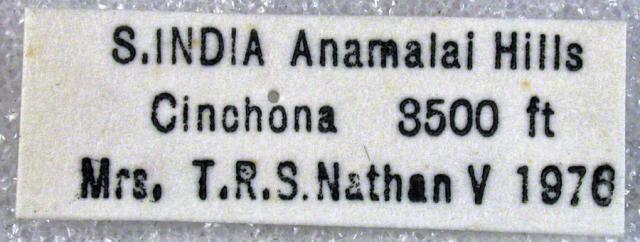 S.INDIA Anamalai Hills
Cinchona 3500 ft
Mrs. T.R.S. Nathan V 1976